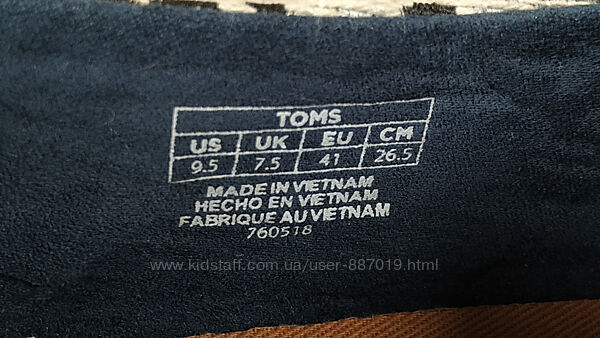 TOMS
US UK EU CM
9.5 7.5 41 26.5
MADE IN VIETNAM
HECHO EN VIETNAM
FABRIQUE AU VIETNAM
760518
www.kidstaff.com.ua/user-887019.html